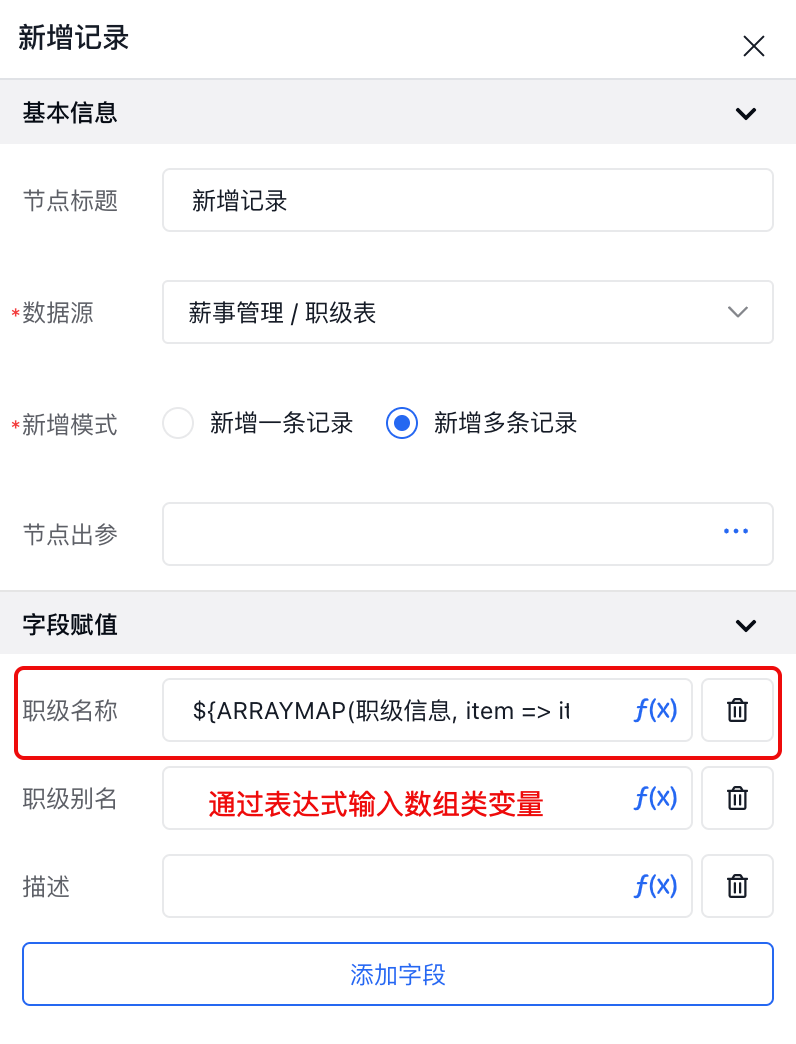 新增记录
基本信息
节点标题 新增记录
*数据源 薪事管理 / 职级表
*新增模式 新增一条记录 新增多条记录
节点出参 ...
字段赋值
职级名称 ${ARRAYMAP(职级信息, item => it f(x)
职级别名 通过表达式输入数组类变量 f(x)
描述 f(x)
添加字段